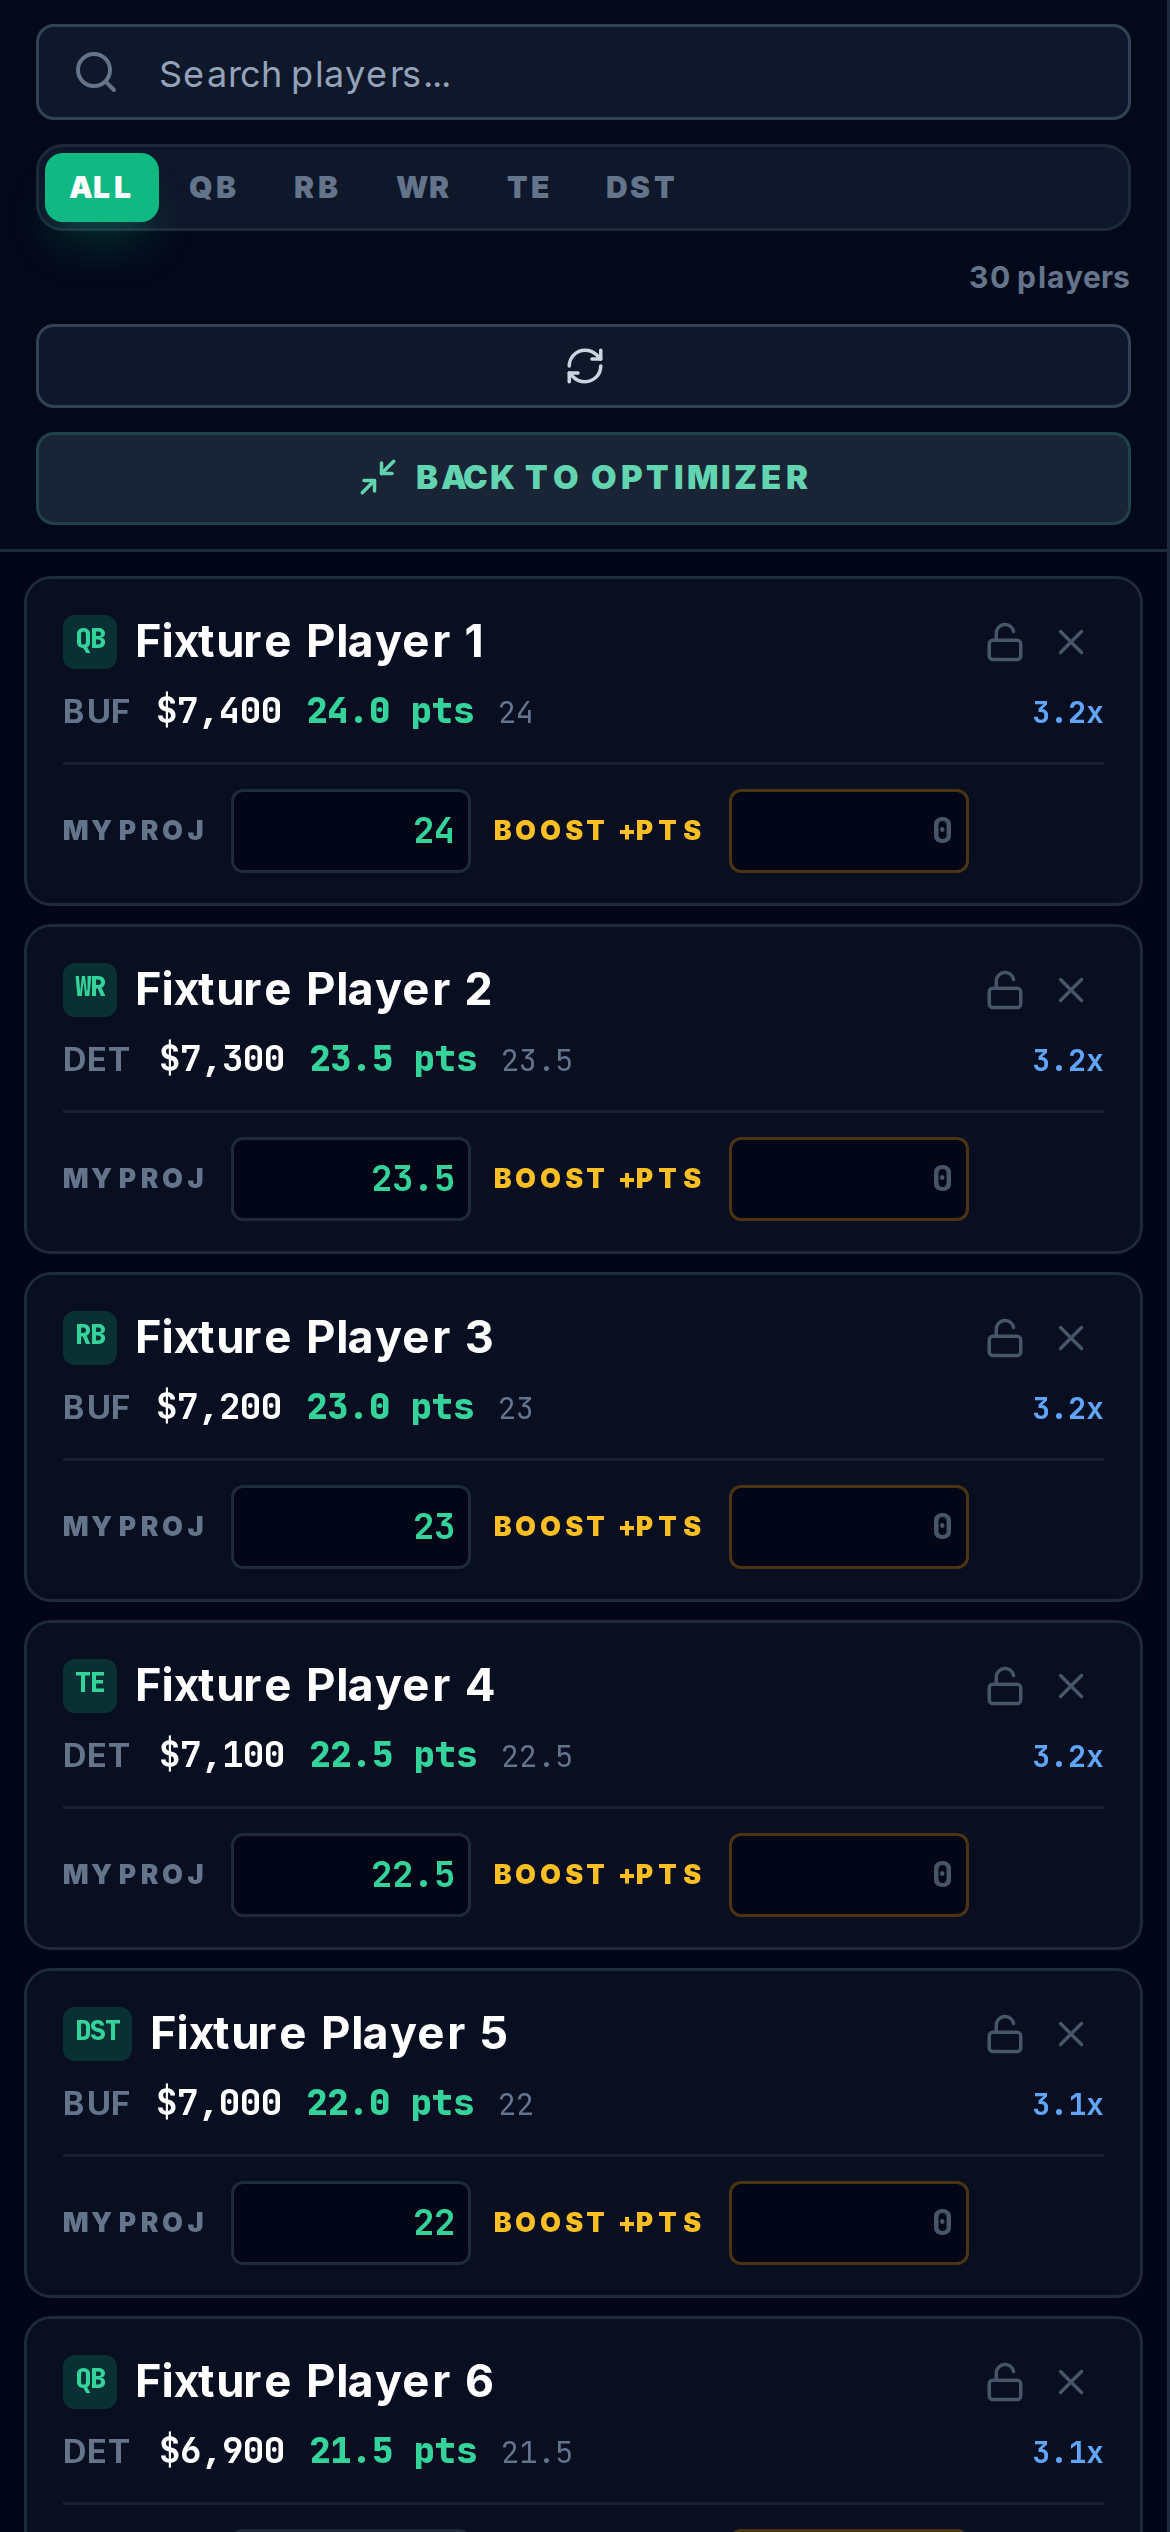 Search players...
ALL QB RB WR TE DST
30 players
BACK TO OPTIMIZER
QB Fixture Player 1
BUF $7,400 24.0 pts 24 3.2x
MY PROJ 24 BOOST +PTS 0
WR Fixture Player 2
DET $7,300 23.5 pts 23.5 3.2x
MY PROJ 23.5 BOOST +PTS 0
RB Fixture Player 3
BUF $7,200 23.0 pts 23 3.2x
MY PROJ 23 BOOST +PTS 0
TE Fixture Player 4
DET $7,100 22.5 pts 22.5 3.2x
MY PROJ 22.5 BOOST +PTS 0
DST Fixture Player 5
BUF $7,000 22.0 pts 22 3.1x
MY PROJ 22 BOOST +PTS 0
QB Fixture Player 6
DET $6,900 21.5 pts 21.5 3.1x